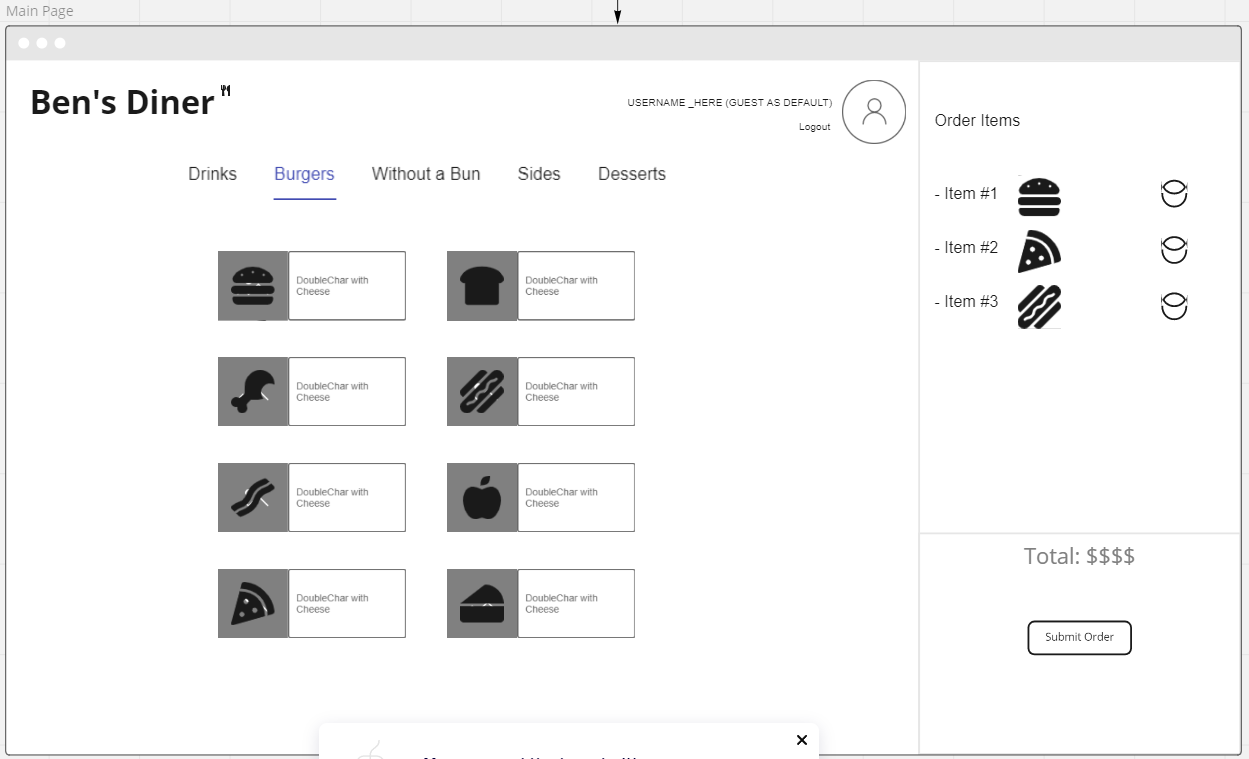 Main Page
Ben's Diner
USERNAME _HERE (GUEST AS DEFAULT)
Logout
Drinks
Burgers
Without a Bun
Sides
Desserts
DoubleChar with
Cheese
DoubleChar with
Cheese
DoubleChar with
Cheese
DoubleChar with
Cheese
DoubleChar with
Cheese
DoubleChar with
Cheese
DoubleChar with
Cheese
DoubleChar with
Cheese
Order Items
- Item #1
- Item #2
- Item #3
Total: $$$$
Submit Order